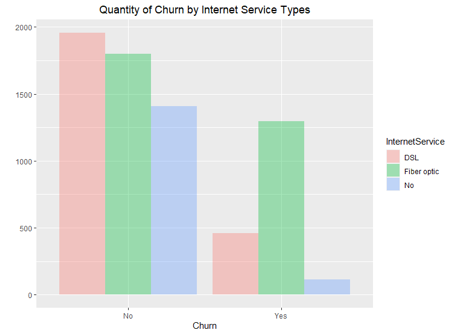 Quantity of Churn by Internet Service Types
2000
1500
1000
500
0
No
Yes
Churn
InternetService
DSL
Fiber optic
No